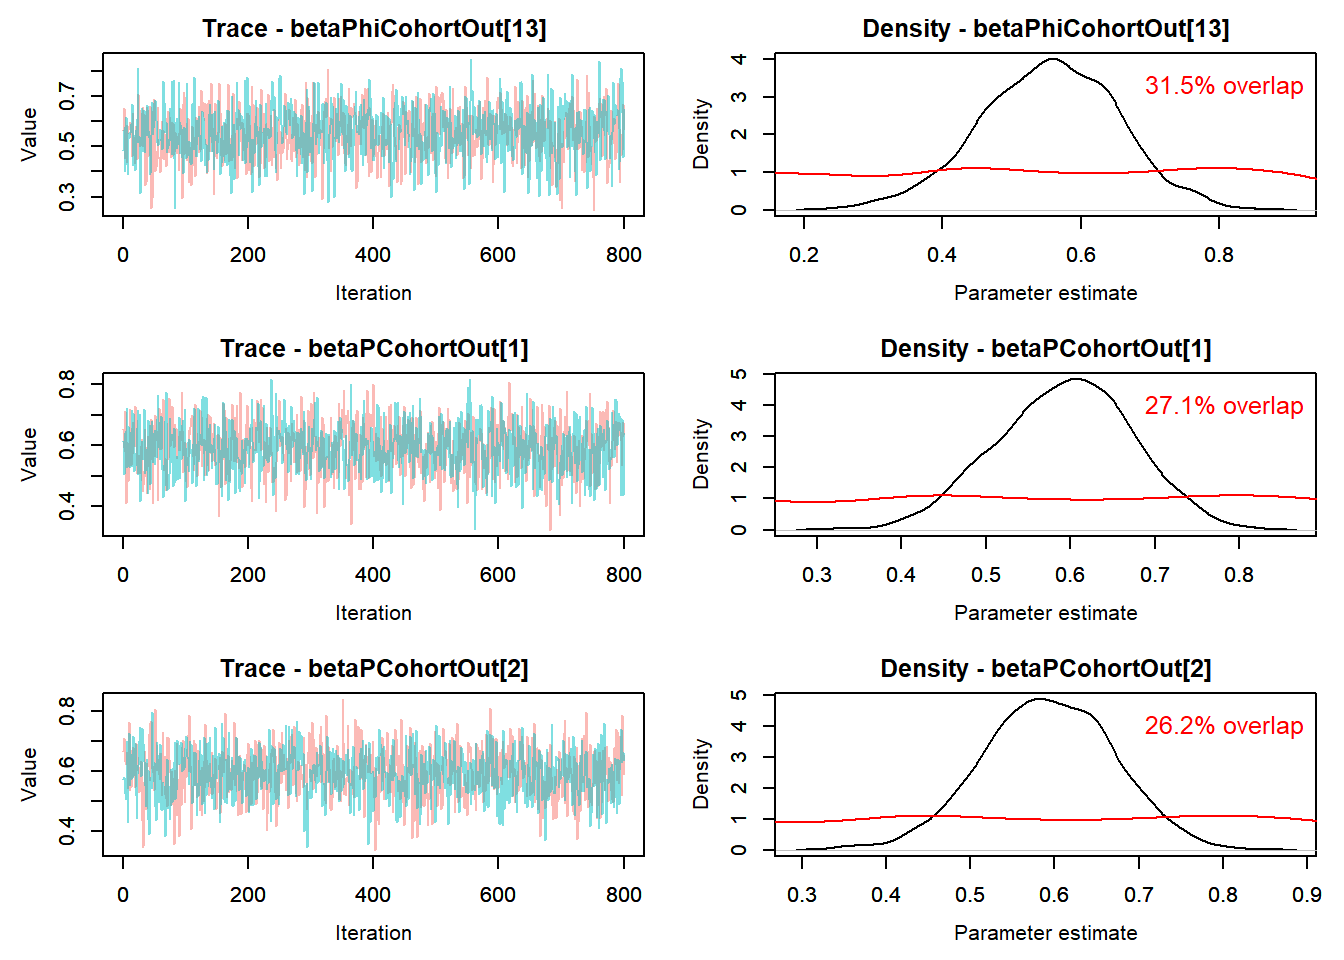 Trace - betaPhiCohortOut[13]
Value
0.3 0.5 0.7
0 200 400 600 800
Iteration
Density - betaPhiCohortOut[13]
31.5% overlap
Density
0 1 2 3 4
0.2 0.4 0.6 0.8
Parameter estimate
Trace - betaPCohortOut[1]
Value
0.4 0.6 0.8
0 200 400 600 800
Iteration
Density - betaPCohortOut[1]
27.1% overlap
Density
0 1 2 3 4 5
0.3 0.4 0.5 0.6 0.7 0.8
Parameter estimate
Trace - betaPCohortOut[2]
Value
0.4 0.6 0.8
0 200 400 600 800
Iteration
Density - betaPCohortOut[2]
26.2% overlap
Density
0 1 2 3 4 5
0.3 0.4 0.5 0.6 0.7 0.8 0.9
Parameter estimate